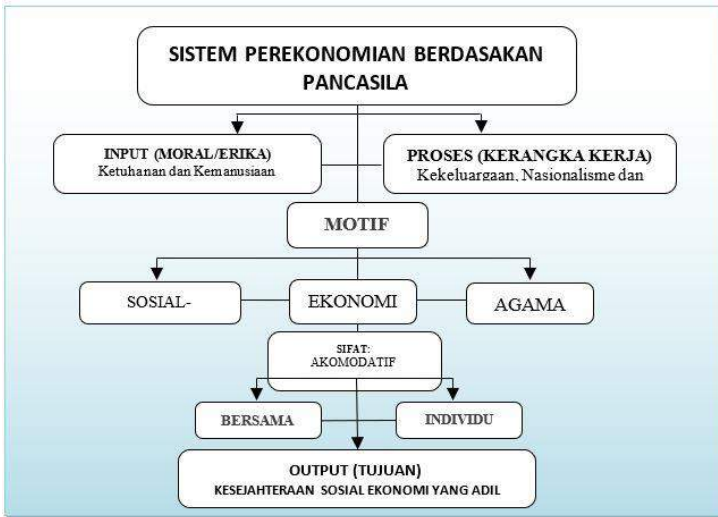 SISTEM PEREKONOMIAN BERDASAKAN
PANCASILA
INPUT (MORAL/ERIKA)
Ketuhanan dan Kemanusiaan
PROSES (KERANGKA KERJA)
Kekeluargaan, Nasionalisme dan
MOTIF
SOSIAL-
EKONOMI
AGAMA
SIFAT:
AKOMODATIF
BERSAMA
INDIVIDU
OUTPUT (TUJUAN)
KESEJAHTERAAN SOSIAL EKONOMI YANG ADIL